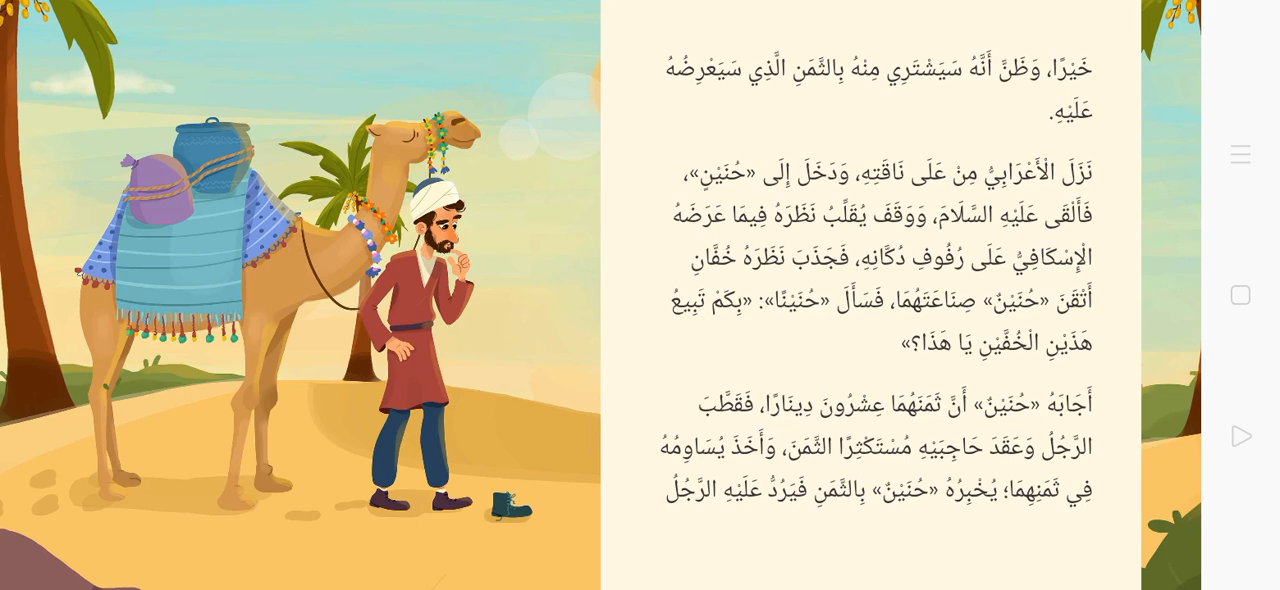 خَيْرًا، وَظَنَّ أَنَّهُ سَيَشْتَرِي مِنْهُ بِالثَّمَنِ الَّذِي سَيَعْرِضُهُ
عَلَيْهِ.
نَزَلَ الْأَعْرَابِيُّ مِنْ عَلَى نَاقَتِهِ، وَدَخَلَ إِلَى «حُنَيْنٍ»،
فَأَلْقَى عَلَيْهِ السَّلَامَ، وَوَقَفَ يُقَلِّبُ نَظَرَهُ فِيمَا عَرَضَهُ
الْإِسْكَافِيُّ عَلَى رُفُوفِ دُكَّانِهِ، فَجَذَبَ نَظَرَهُ خُفَّانِ
أَتْقَنَ «حُنَيْنٌ» صِنَاعَتَهُمَا، فَسَأَلَ «حُنَيْنًا»: «بِكَمْ تَبِيعُ
هَذَيْنِ الْخُفَّيْنِ يَا هَذَا؟»
أَجَابَهُ «حُنَيْنٌ» أَنَّ ثَمَنَهُمَا عِشْرُونَ دِينَارًا، فَقَطَّبَ
الرَّجُلُ وَعَقَدَ حَاجِبَيْهِ مُسْتَكْثِرًا الثَّمَنَ، وَأَخَذَ يُسَاوِمُهُ
فِي ثَمَنِهِمَا؛ يُخْبِرُهُ «حُنَيْنٌ» بِالثَّمَنِ فَيَرُدُّ عَلَيْهِ الرَّجُلُ